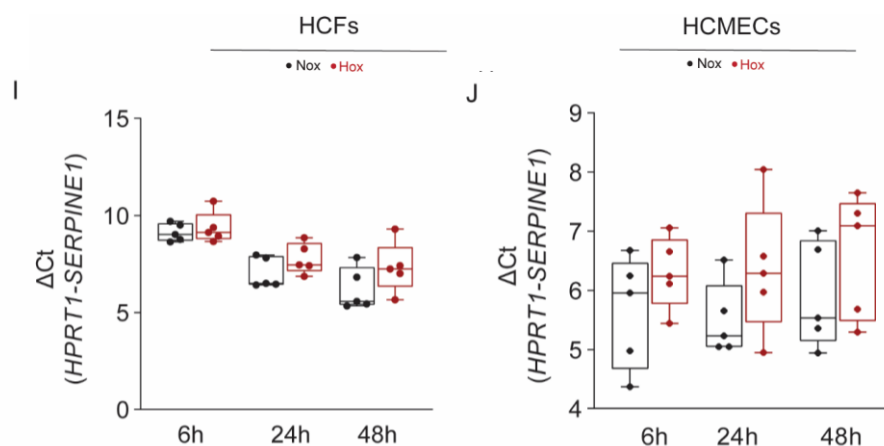 HCFs
• Nox • Hox
I
ΔCt
(HPRT1-SERPINE1)
15
10
5
0
6h 24h 48h
HCMECs
• Nox • Hox
J
ΔCt
(HPRT1-SERPINE1)
9
8
7
6
5
4
6h 24h 48h